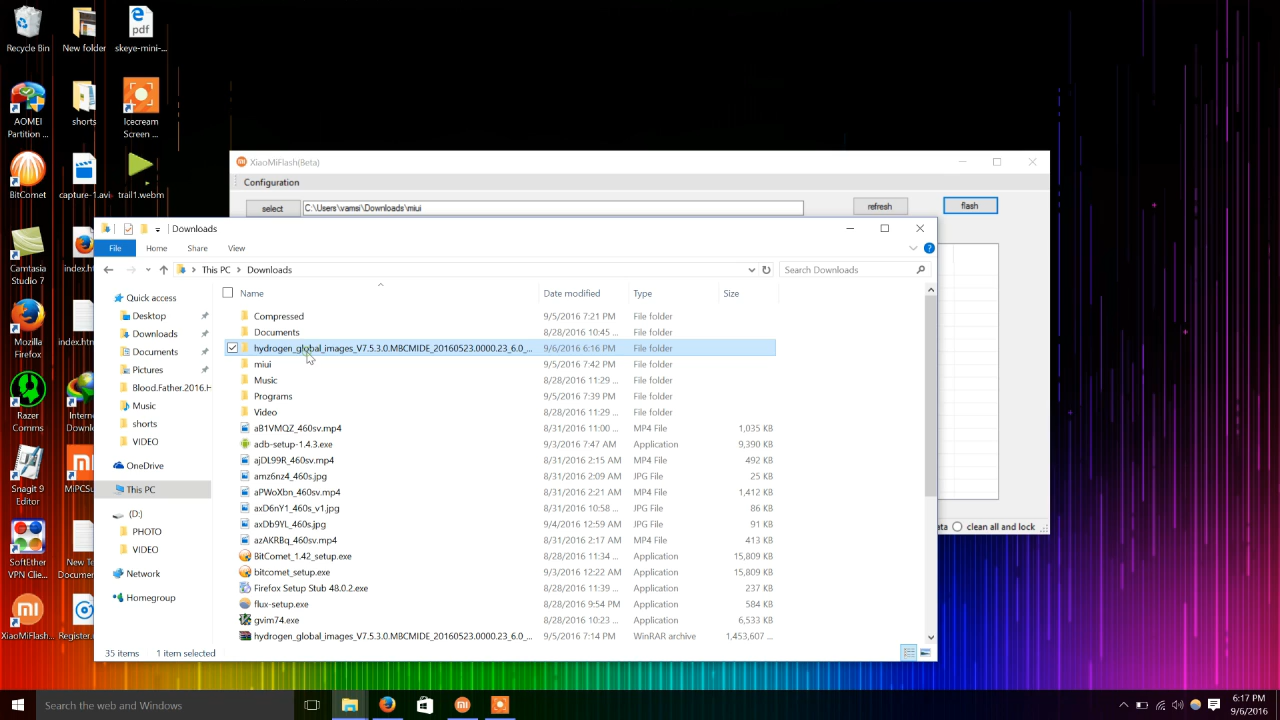 Recycle Bin
New folder
skeye-mini-...
AOMEI
Partition ...
shorts
Icecream
Screen ...
BitComet
capture-1.avi
trail1.webm
Camtasia
Studio 7
index.ht
Mozilla
Firefox
index.ht
Razer
Comms
Intern
Downl
Snagit 9
Editor
MiPCSu
SoftEther
VPN Clie...
New Te
Documen
XiaoMiFlash...
Register
XiaoMiFlash(Beta)
Configuration
select
C:\Users\vamsi\Downloads\miui
refresh
flash
ata
clean all and lock
Downloads
File
Home
Share
View
This PC
Downloads
Search Downloads
Quick access
Desktop
Downloads
Documents
Pictures
Blood.Father.2016.H
Music
shorts
VIDEO
OneDrive
This PC
(D:)
PHOTO
VIDEO
Network
Homegroup
Name Date modified Type Size
Compressed 9/5/2016 7:21 PM File folder
Documents 8/28/2016 10:45 ... File folder
hydrogen_global_images_V7.5.3.0.MBCMIDE_20160523.0000.23_6.0_... 9/6/2016 6:16 PM File folder
miui 9/5/2016 7:42 PM File folder
Music 8/28/2016 11:29 ... File folder
Programs 9/5/2016 7:39 PM File folder
Video 8/28/2016 11:29 ... File folder
aB1VMQZ_460sv.mp4 8/31/2016 11:00 ... MP4 File 1,035 KB
adb-setup-1.4.3.exe 9/3/2016 7:47 AM Application 9,390 KB
ajDL99R_460sv.mp4 8/31/2016 2:15 AM MP4 File 492 KB
amz6nz4_460s.jpg 8/31/2016 2:09 AM JPG File 25 KB
aPWoXbn_460sv.mp4 8/31/2016 2:21 AM MP4 File 1,412 KB
axD6nY1_460s_v1.jpg 8/31/2016 10:58 ... JPG File 86 KB
axDb9YL_460s.jpg 9/4/2016 12:59 AM JPG File 91 KB
azAKRBq_460sv.mp4 8/31/2016 2:17 AM MP4 File 413 KB
BitComet_1.42_setup.exe 8/28/2016 11:34 ... Application 15,809 KB
bitcomet_setup.exe 9/3/2016 12:22 AM Application 15,809 KB
Firefox Setup Stub 48.0.2.exe 8/28/2016 11:39 ... Application 237 KB
flux-setup.exe 8/28/2016 9:54 PM Application 584 KB
gvim74.exe 8/28/2016 10:23 ... Application 6,533 KB
hydrogen_global_images_V7.5.3.0.MBCMIDE_20160523.0000.23_6.0_... 9/5/2016 7:14 PM WinRAR archive 1,453,607 ...
35 items 1 item selected
Search the web and Windows
6:17 PM
9/6/2016